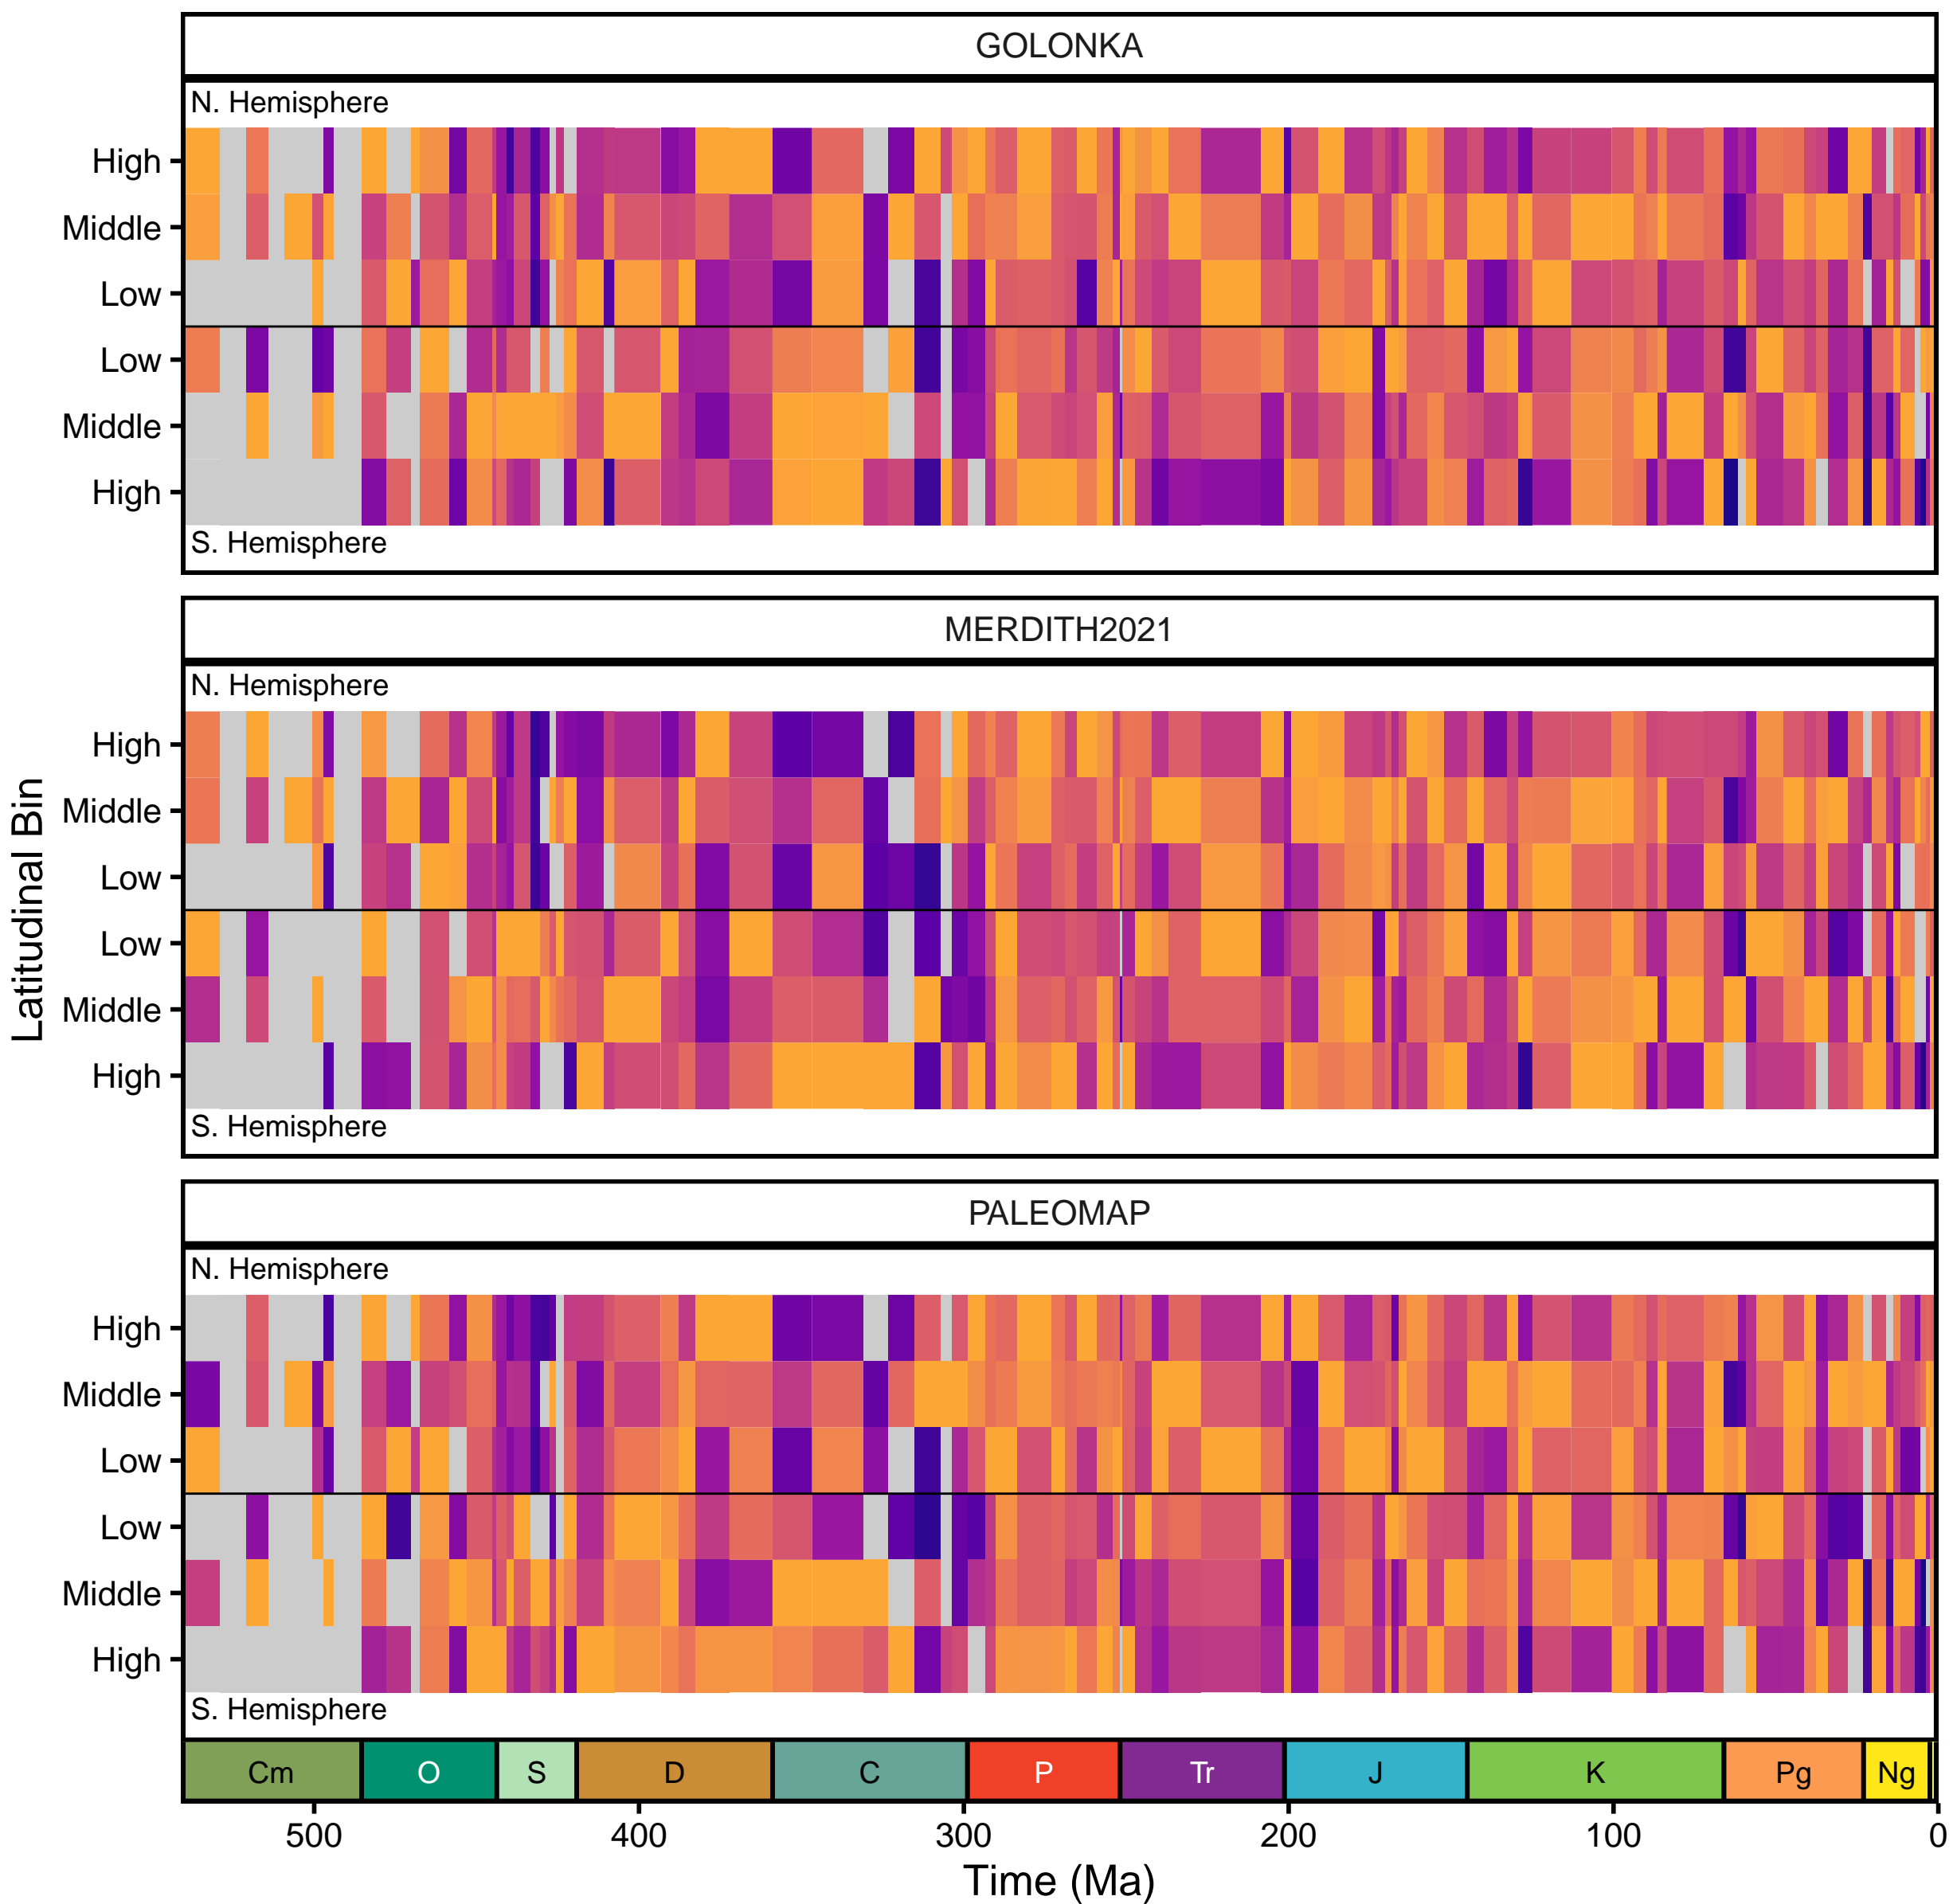 GOLONKA
N. Hemisphere
High
Middle
Low
Low
Middle
High
S. Hemisphere
MERDITH2021
N. Hemisphere
High
Middle
Low
Low
Middle
High
S. Hemisphere
Latitudinal Bin
PALEOMAP
N. Hemisphere
High
Middle
Low
Low
Middle
High
S. Hemisphere
Cm O S D C P Tr J K Pg Ng
500 400 300 200 100 0
Time (Ma)